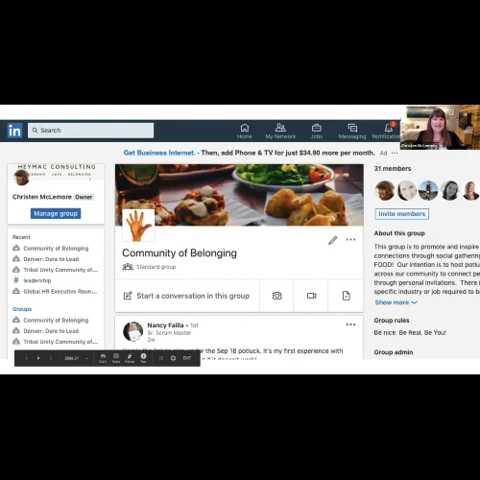 in
Search
Home
My Network
Jobs
Messaging
Notification
Christen McLemore
Get Business Internet. - Then, add Phone & TV for just $34.90 more per month. Ad ...
HEYMAC CONSULTING
LOVE
Christen McLemore Owner
Manage group
Recent
Community of Belonging
Denver: Dare to Lead
Tribal Unity Community of...
# leadership
Global HR Executive Roun...
Groups
Community of Belonging
Denver: Dare to Lead
Tribal Unity Community of...
Community of Belonging
Standard group
Start a conversation in this group
Nancy Failla • 1st
Sr. Scrum Master
2w
for the Sep 18 potluck. It's my first experience with
31 members
Invite members
About this group
This group is to promote and inspire
connections through social gathering
FOOD! Our intention is to host potlu
across our community to connect pe
through personal invitations. There i
specific industry or job required to b
Show more
Group rules
Be nice. Be Real. Be You!
Group admin
Slide 31
EXIT